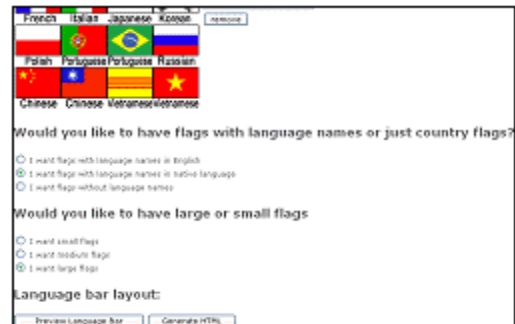 French Italian Japanese Korean
remove
Polish Portuguese Portuguese Russian
Chinese Chinese Vietnamese Vietnamese
Would you like to have flags with language names or just country flags?
I want flags with language names in English
I want flags with language names in native language
I want flags without language names
Would you like to have large or small flags
I want small flags
I want medium flags
I want large flags
Language bar layout:
Preview Language Bar Generate HTML